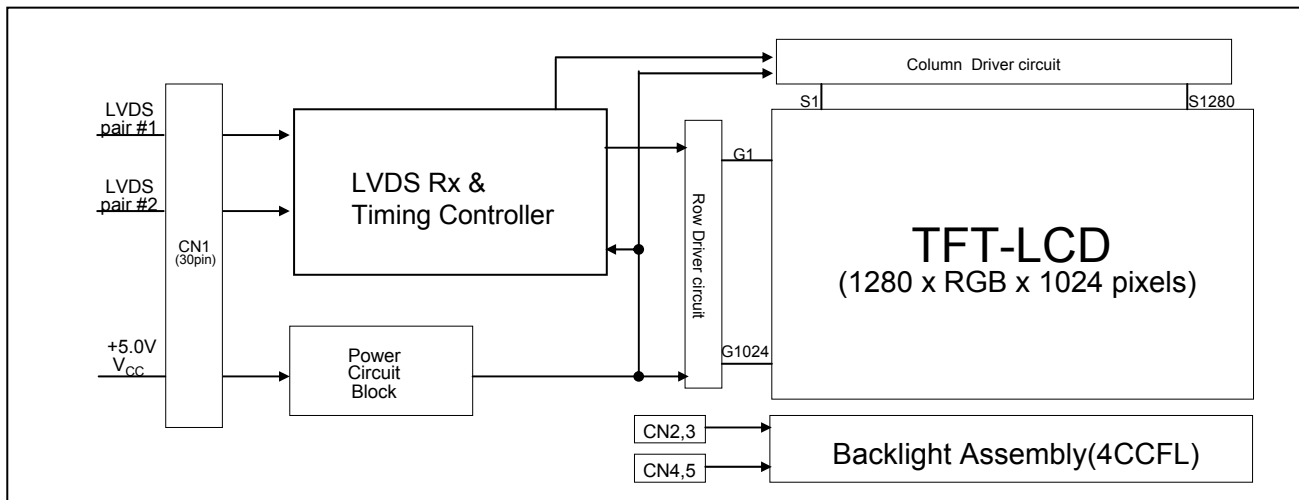 LVDS
pair #1
LVDS
pair #2
+5.0V
VCC
CN1
(30pin)
LVDS Rx &
Timing Controller
Power
Circuit
Block
Row Driver circuit
Column Driver circuit
S1
S1280
G1
G1024
TFT-LCD
(1280 x RGB x 1024 pixels)
CN2,3
CN4,5
Backlight Assembly(4CCFL)